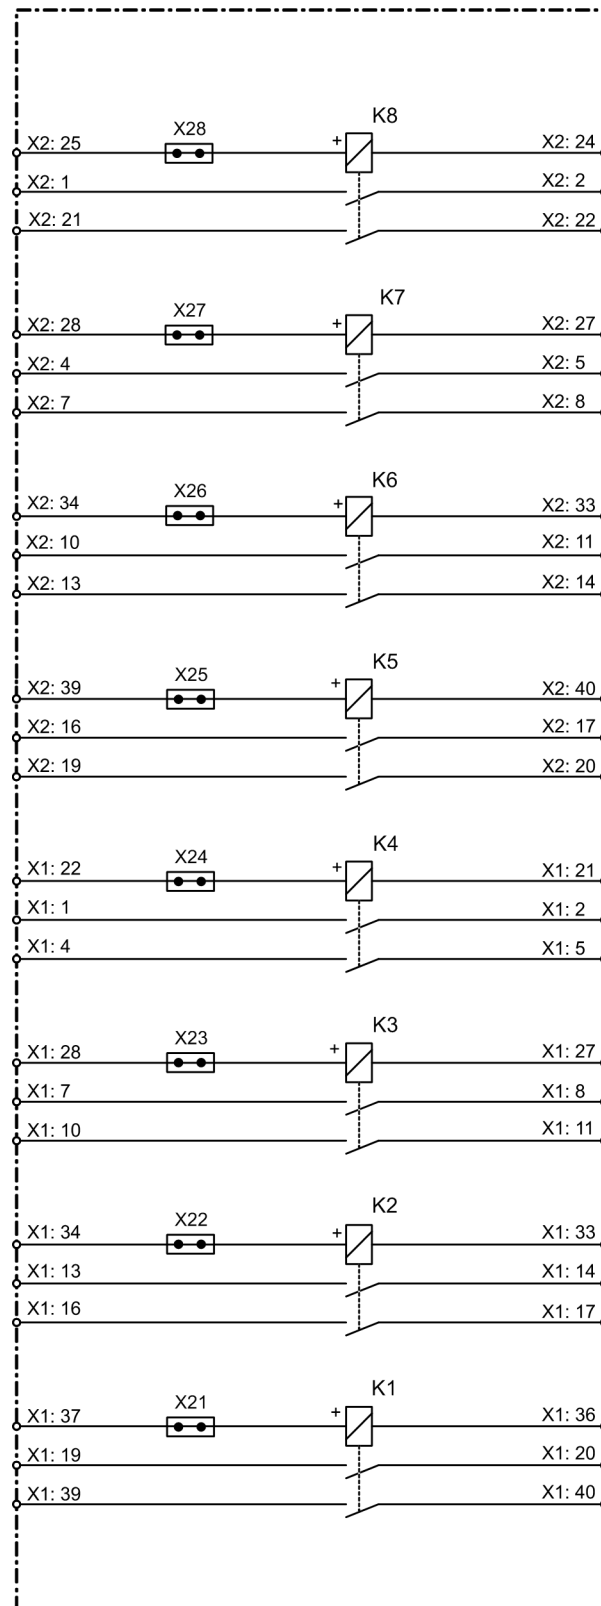 K8
X28
X2: 25 + X2: 24
X2: 1 X2: 2
X2: 21 X2: 22
K7
X27
X2: 28 + X2: 27
X2: 4 X2: 5
X2: 7 X2: 8
K6
X26
X2: 34 + X2: 33
X2: 10 X2: 11
X2: 13 X2: 14
K5
X25
X2: 39 + X2: 40
X2: 16 X2: 17
X2: 19 X2: 20
K4
X24
X1: 22 + X1: 21
X1: 1 X1: 2
X1: 4 X1: 5
K3
X23
X1: 28 + X1: 27
X1: 7 X1: 8
X1: 10 X1: 11
K2
X22
X1: 34 + X1: 33
X1: 13 X1: 14
X1: 16 X1: 17
K1
X21
X1: 37 + X1: 36
X1: 19 X1: 20
X1: 39 X1: 40